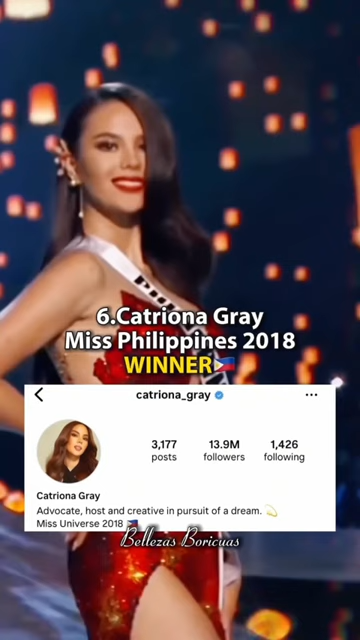 PHILIPPINES
6.Catriona Gray
Miss Philippines 2018
WINNER🇵🇭
catriona_gray
3,177 13.9M 1,426
posts followers following
Catriona Gray
Advocate, host and creative in pursuit of a dream. 💫
Miss Universe 2018 🇵🇭
Bellezas Boricuas